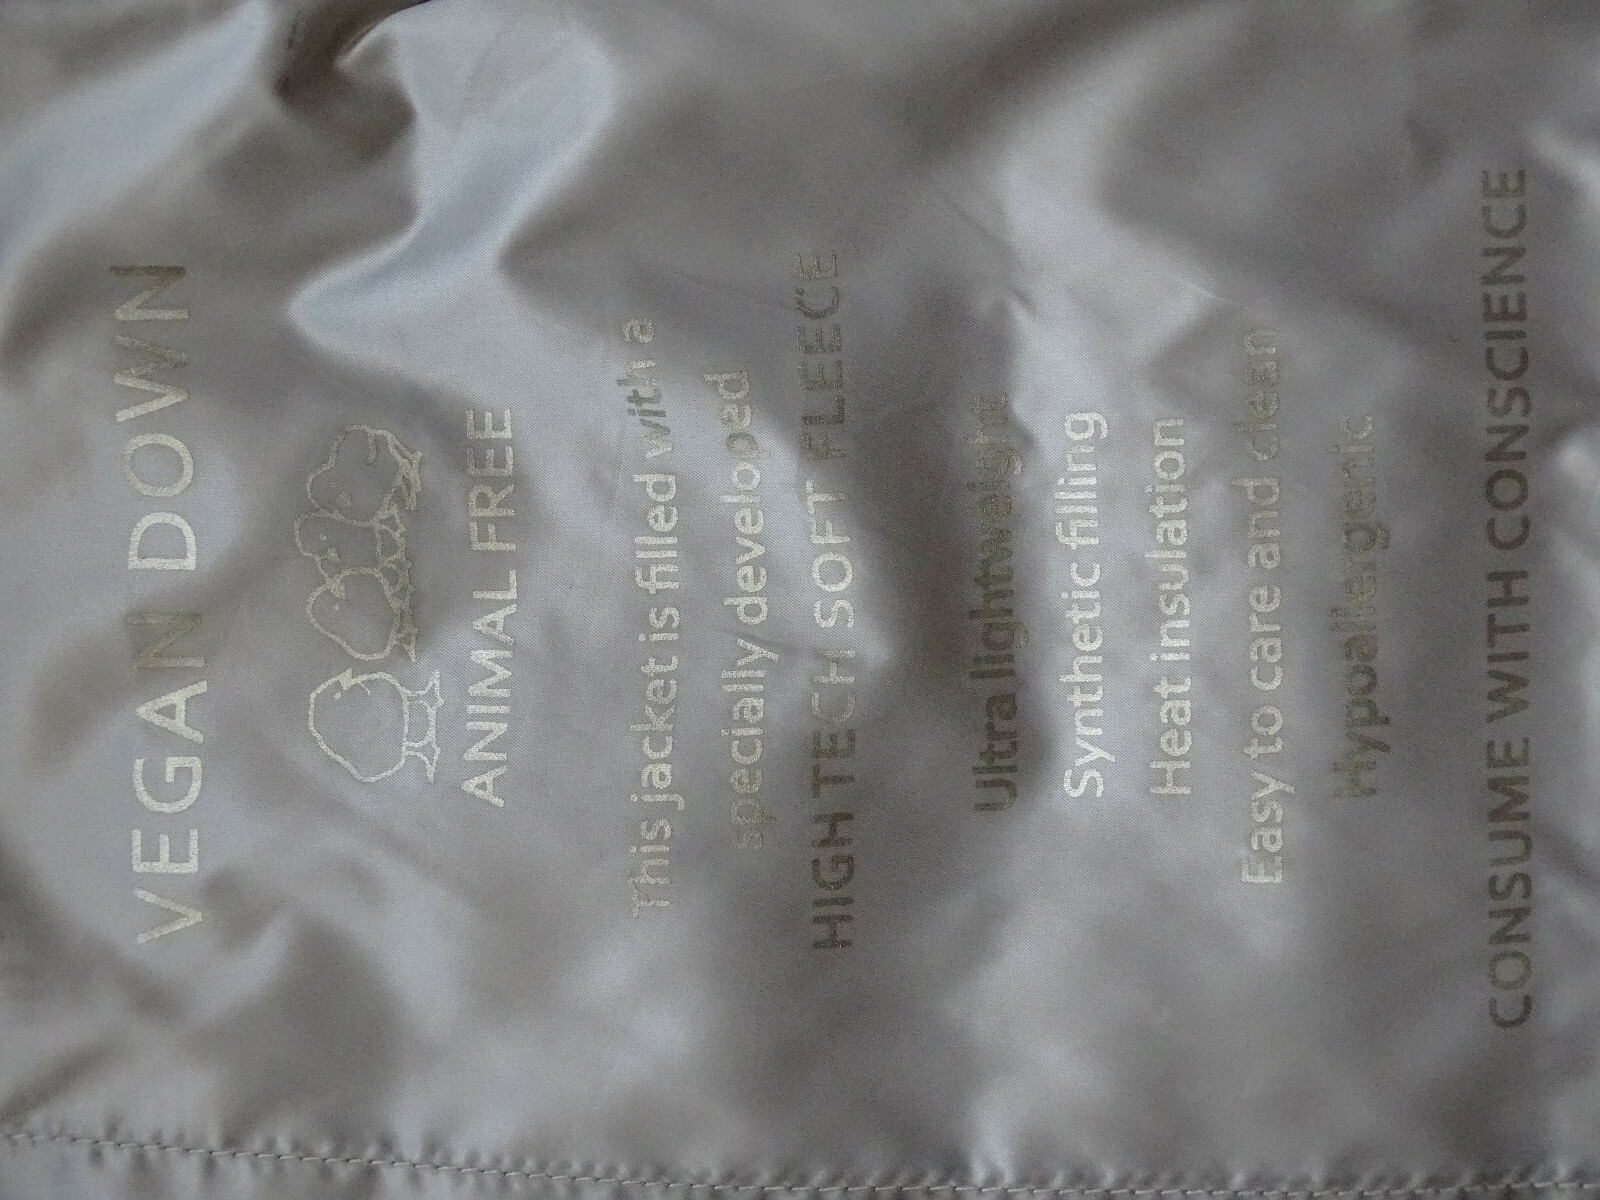 VEGAN DOWN
ANIMAL FREE
This jacket is filled with a
specially developed
HIGH TECH SOFT FLEECE
Ultra lightweight
Synthetic filling
Heat insulation
Easy to care and clean
Hypoallergenic
CONSUME WITH CONSCIENCE